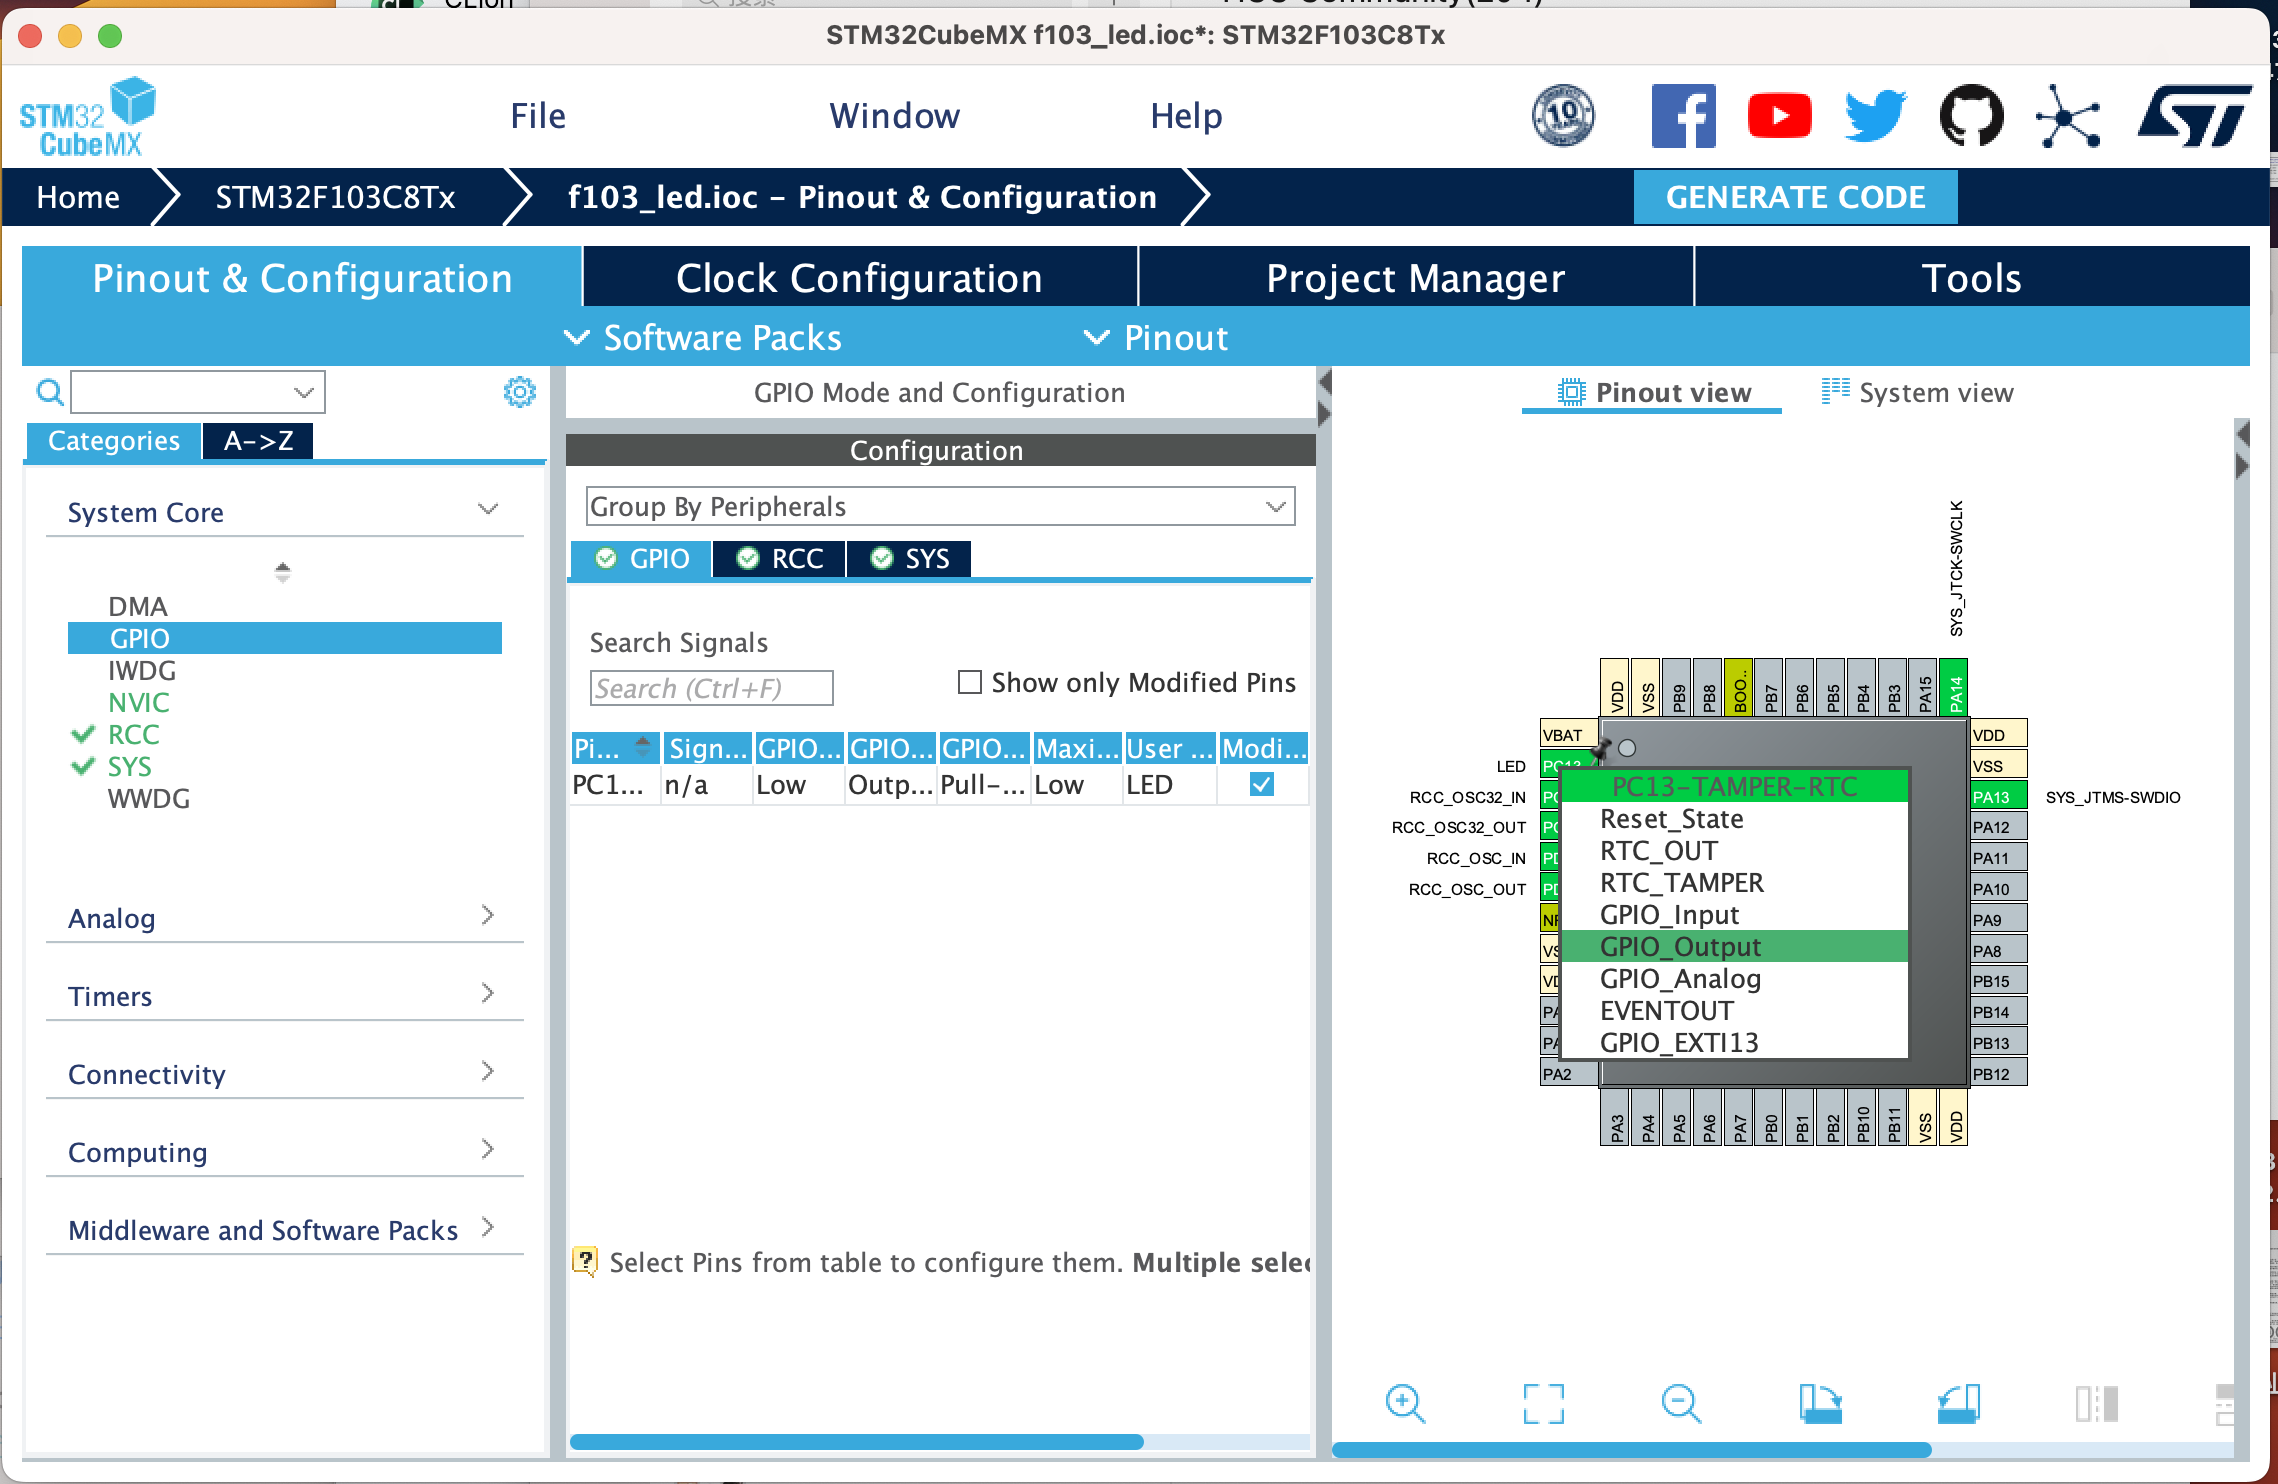 CLion
搜索
STM32CubeMX f103_led.ioc*: STM32F103C8Tx
STM32
CubeMX
File
Window
Help
10
YEARS
ST
Home
STM32F103C8Tx
f103_led.ioc – Pinout & Configuration
GENERATE CODE
Pinout & Configuration
Clock Configuration
Project Manager
Tools
Software Packs
Pinout
Categories
A->Z
System Core
DMA
GPIO
IWDG
NVIC
RCC
SYS
WWDG
Analog
Timers
Connectivity
Computing
Middleware and Software Packs
GPIO Mode and Configuration
Configuration
Group By Peripherals
GPIO
RCC
SYS
Search Signals
Search (Ctrl+F)
Show only Modified Pins
Pi... Sign... GPIO... GPIO... GPIO... Maxi... User ... Modi...
PC1... n/a Low Outp... Pull-... Low LED
Select Pins from table to configure them. Multiple selec
Pinout view
System view
SYS_JTCK-SWCLK
VDD VSS PB9 PB8 BOO.. PB7 PB6 PB5 PB4 PB3 PA15 PA14
VBAT
LED PC13
RCC_OSC32_IN PC
RCC_OSC32_OUT PC
RCC_OSC_IN PD
RCC_OSC_OUT PD
NR
VS
VD
PA
PA
PA2
PC13-TAMPER-RTC
Reset_State
RTC_OUT
RTC_TAMPER
GPIO_Input
GPIO_Output
GPIO_Analog
EVENTOUT
GPIO_EXTI13
VDD
VSS
PA13 SYS_JTMS-SWDIO
PA12
PA11
PA10
PA9
PA8
PB15
PB14
PB13
PB12
PA3 PA4 PA5 PA6 PA7 PB0 PB1 PB2 PB10 PB11 VSS VDD